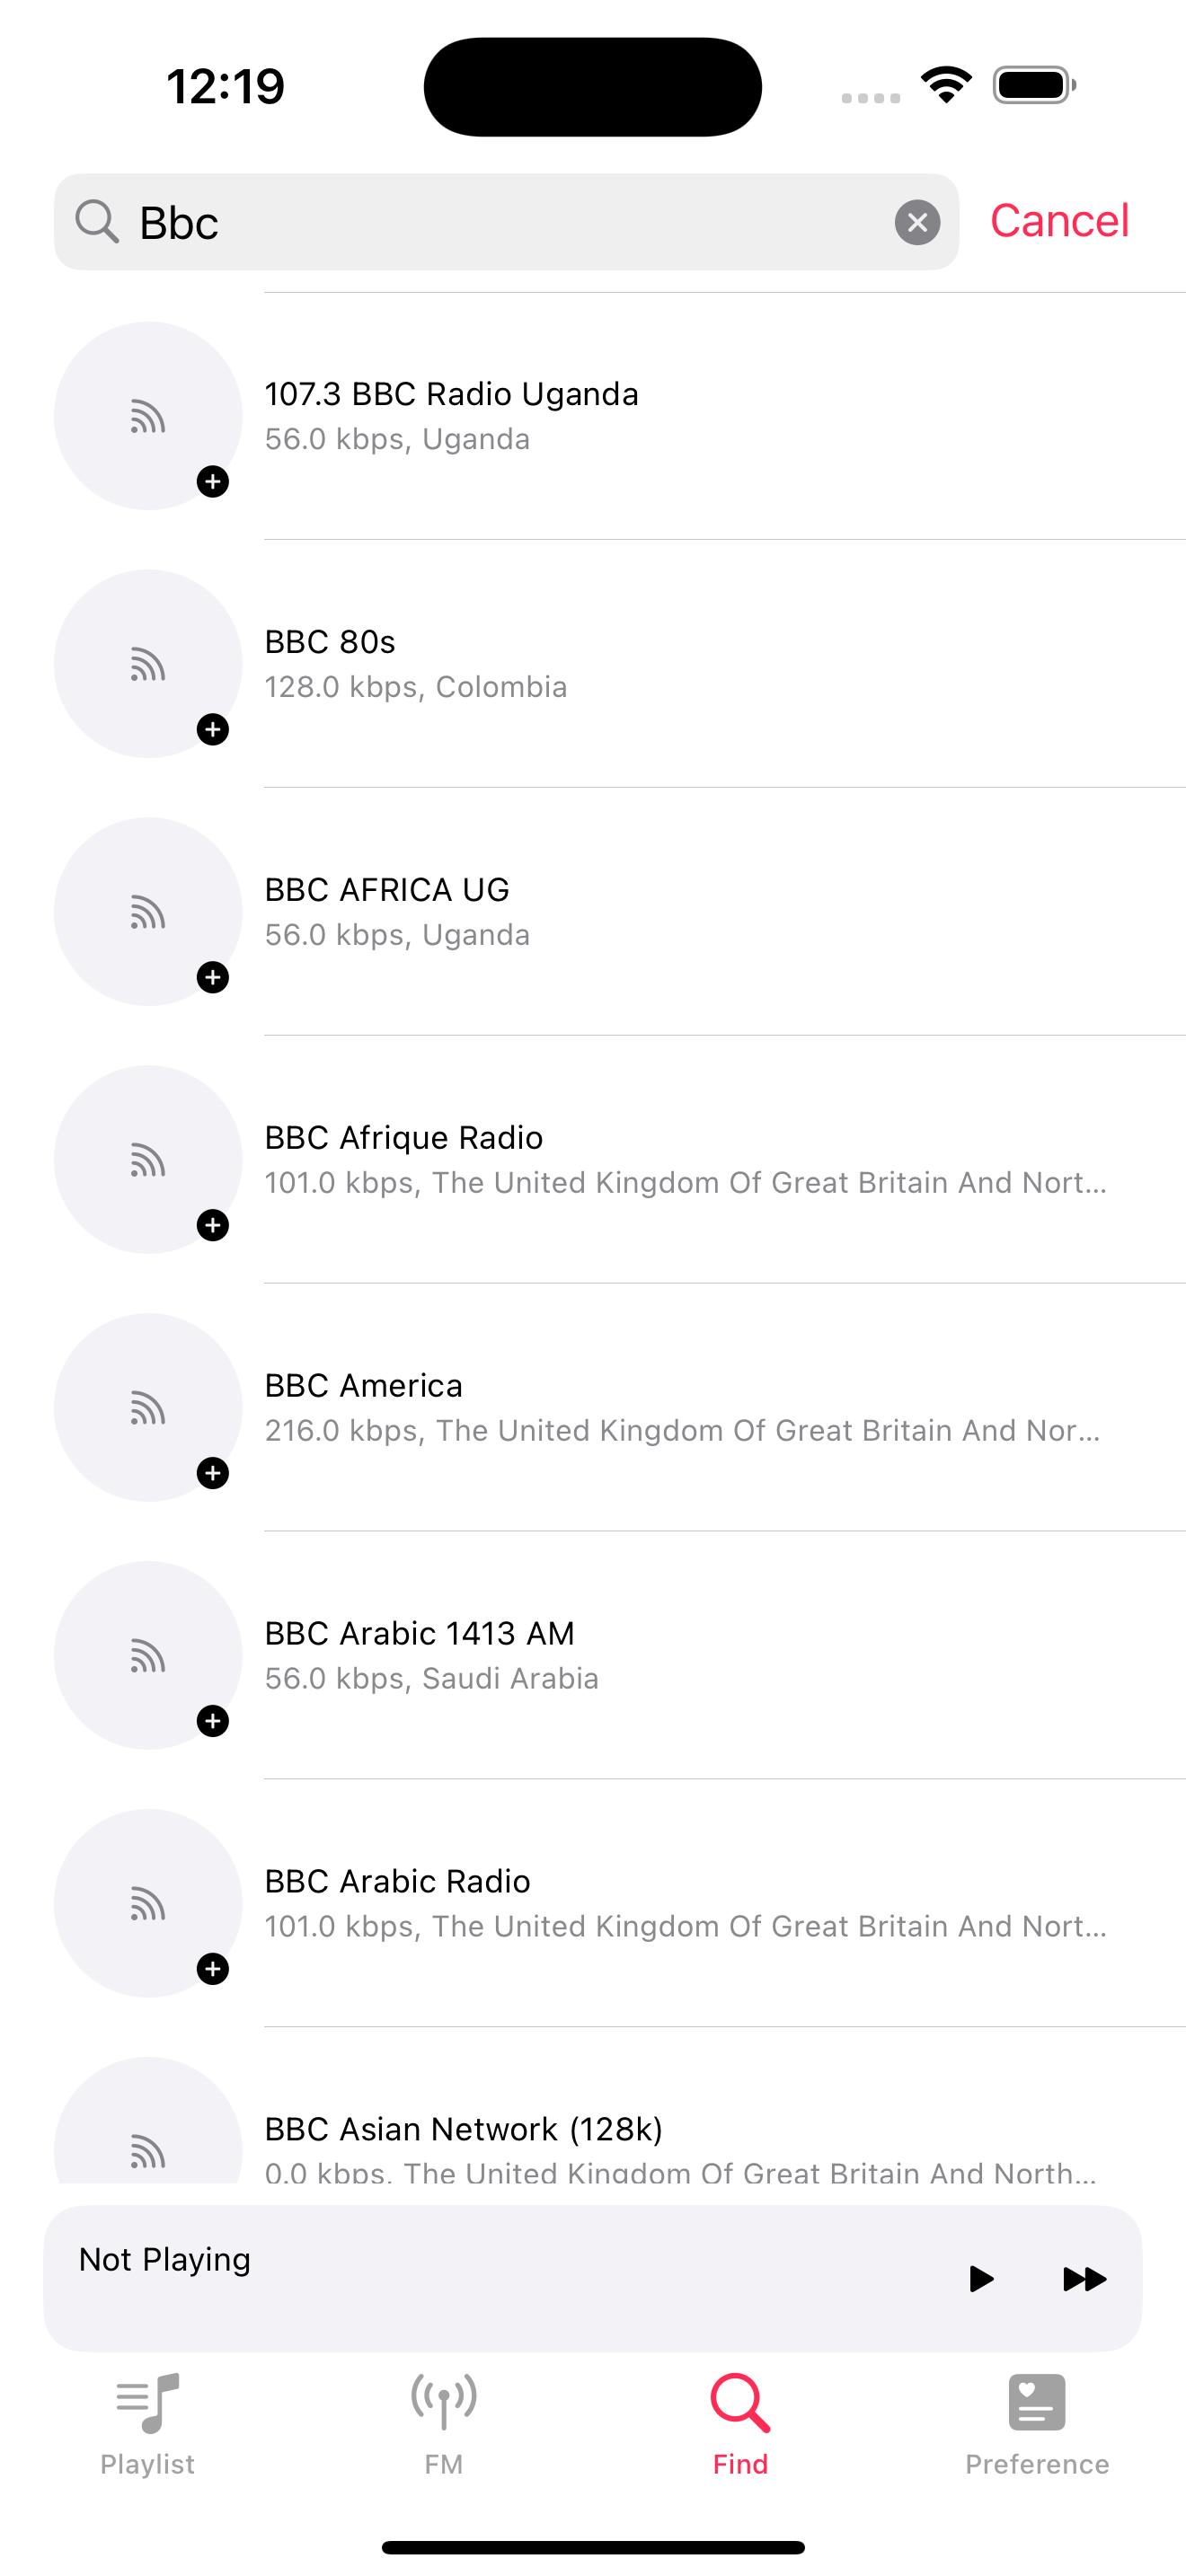 12:19
Bbc
Cancel
107.3 BBC Radio Uganda
56.0 kbps, Uganda
BBC 80s
128.0 kbps, Colombia
BBC AFRICA UG
56.0 kbps, Uganda
BBC Afrique Radio
101.0 kbps, The United Kingdom Of Great Britain And Nort...
BBC America
216.0 kbps, The United Kingdom Of Great Britain And Nor...
BBC Arabic 1413 AM
56.0 kbps, Saudi Arabia
BBC Arabic Radio
101.0 kbps, The United Kingdom Of Great Britain And Nort...
BBC Asian Network (128k)
0.0 kbps, The United Kingdom Of Great Britain And North...
Not Playing
Playlist
FM
Find
Preference